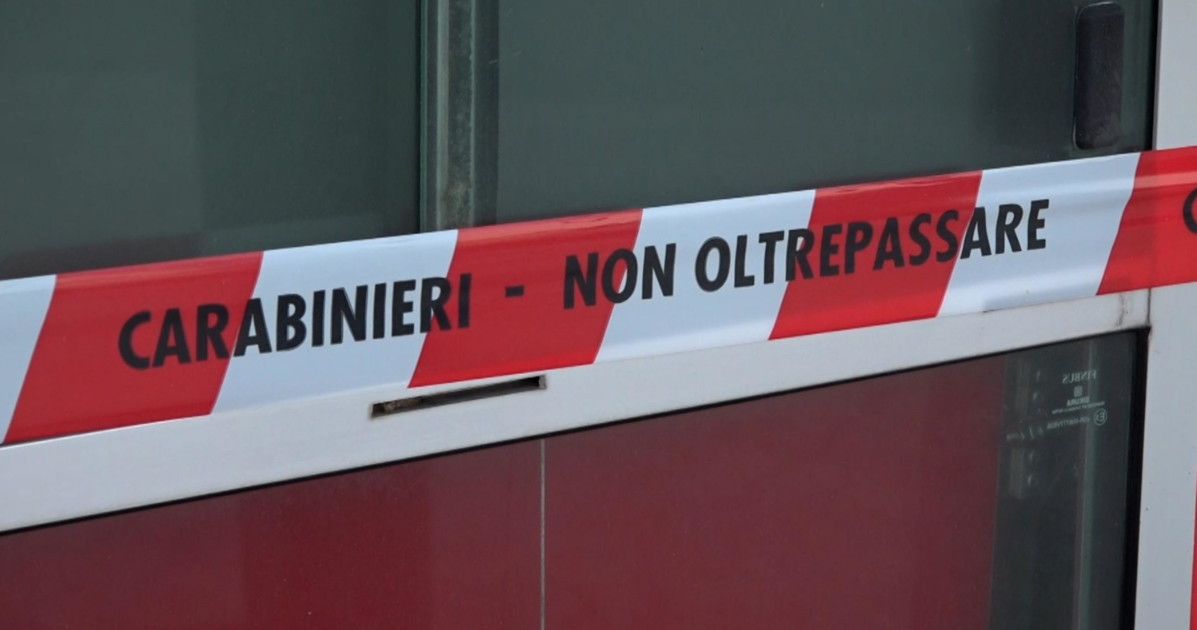 CARABINIERI - NON OLTREPASSARE